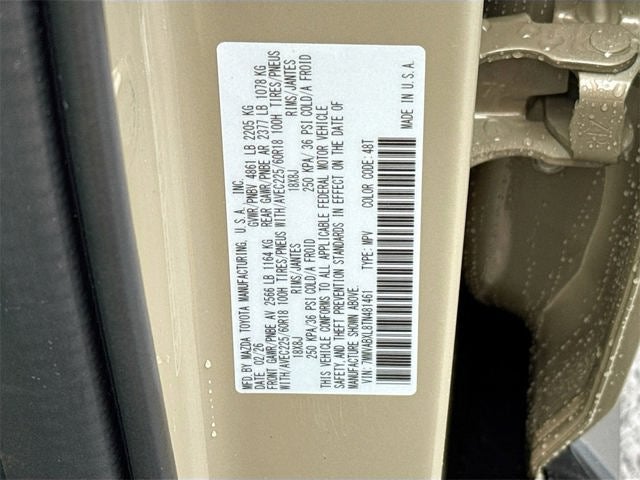 MFD.BY MAZDA TOYOTA MANUFACTURING, U.S.A., INC.
DATE 02/26 GVWR/PNBV 4861 LB 2205 KG
FRONT GAWR/PNBE AV 2566 LB 1164 KG REAR GAWR/PNBE AR 2377 LB 1078 KG
WITH/AVEC225/60R18 100H TIRES/PNEUS WITH/AVEC225/60R18 100H TIRES/PNEUS
18X8J RIMS/JANTES 18X8J RIMS/JANTES
250 KPA/36 PSI COLD/A FROID 250 KPA/36 PSI COLD/A FROID
THIS VEHICLE CONFORMS TO ALL APPLICABLE FEDERAL MOTOR VEHICLE
SAFETY, AND THEFT PREVENTION STANDARDS IN EFFECT ON THE DATE OF
MANUFACTURE SHOWN ABOVE. MADE IN U.S.A.
VIN: 7MMVABXL8TN481461 TYPE: MPV COLOR CODE: 48T